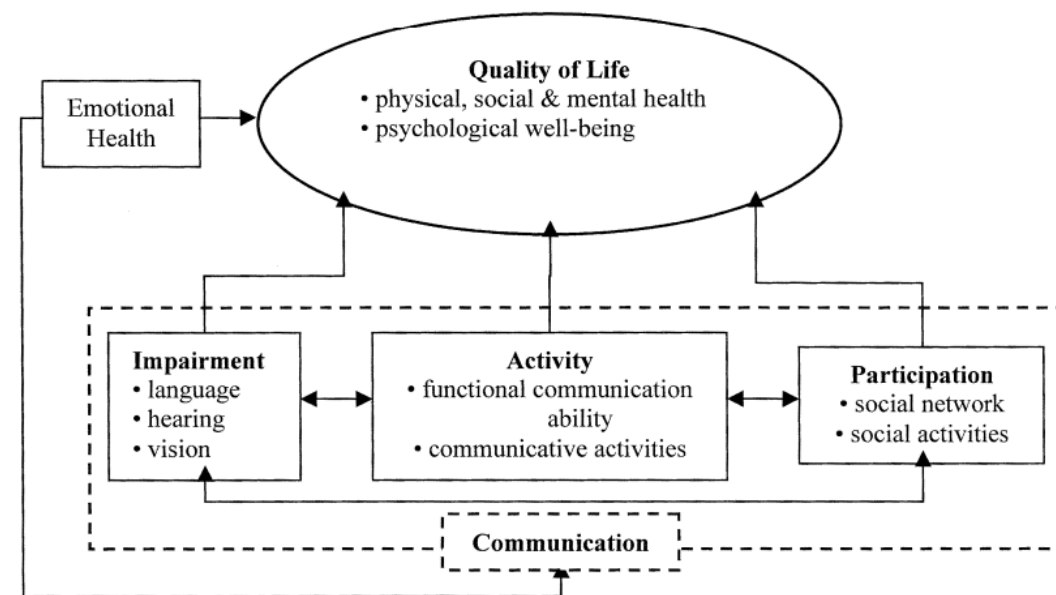 Quality of Life
• physical, social & mental health
• psychological well-being
Emotional
Health
Impairment
• language
• hearing
• vision
Activity
• functional communication
ability
• communicative activities
Participation
• social network
• social activities
Communication